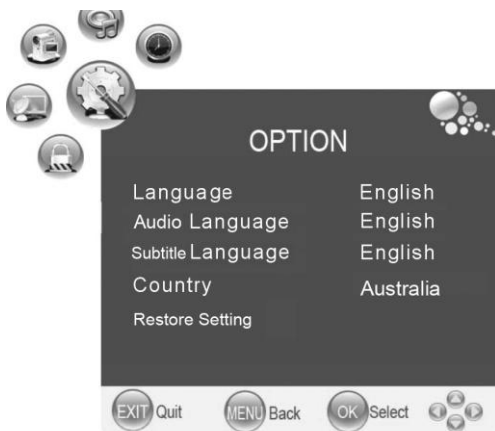 OPTION
Language English
Audio Language English
Subtitle Language English
Country Australia
Restore Setting
EXIT Quit MENU Back OK Select